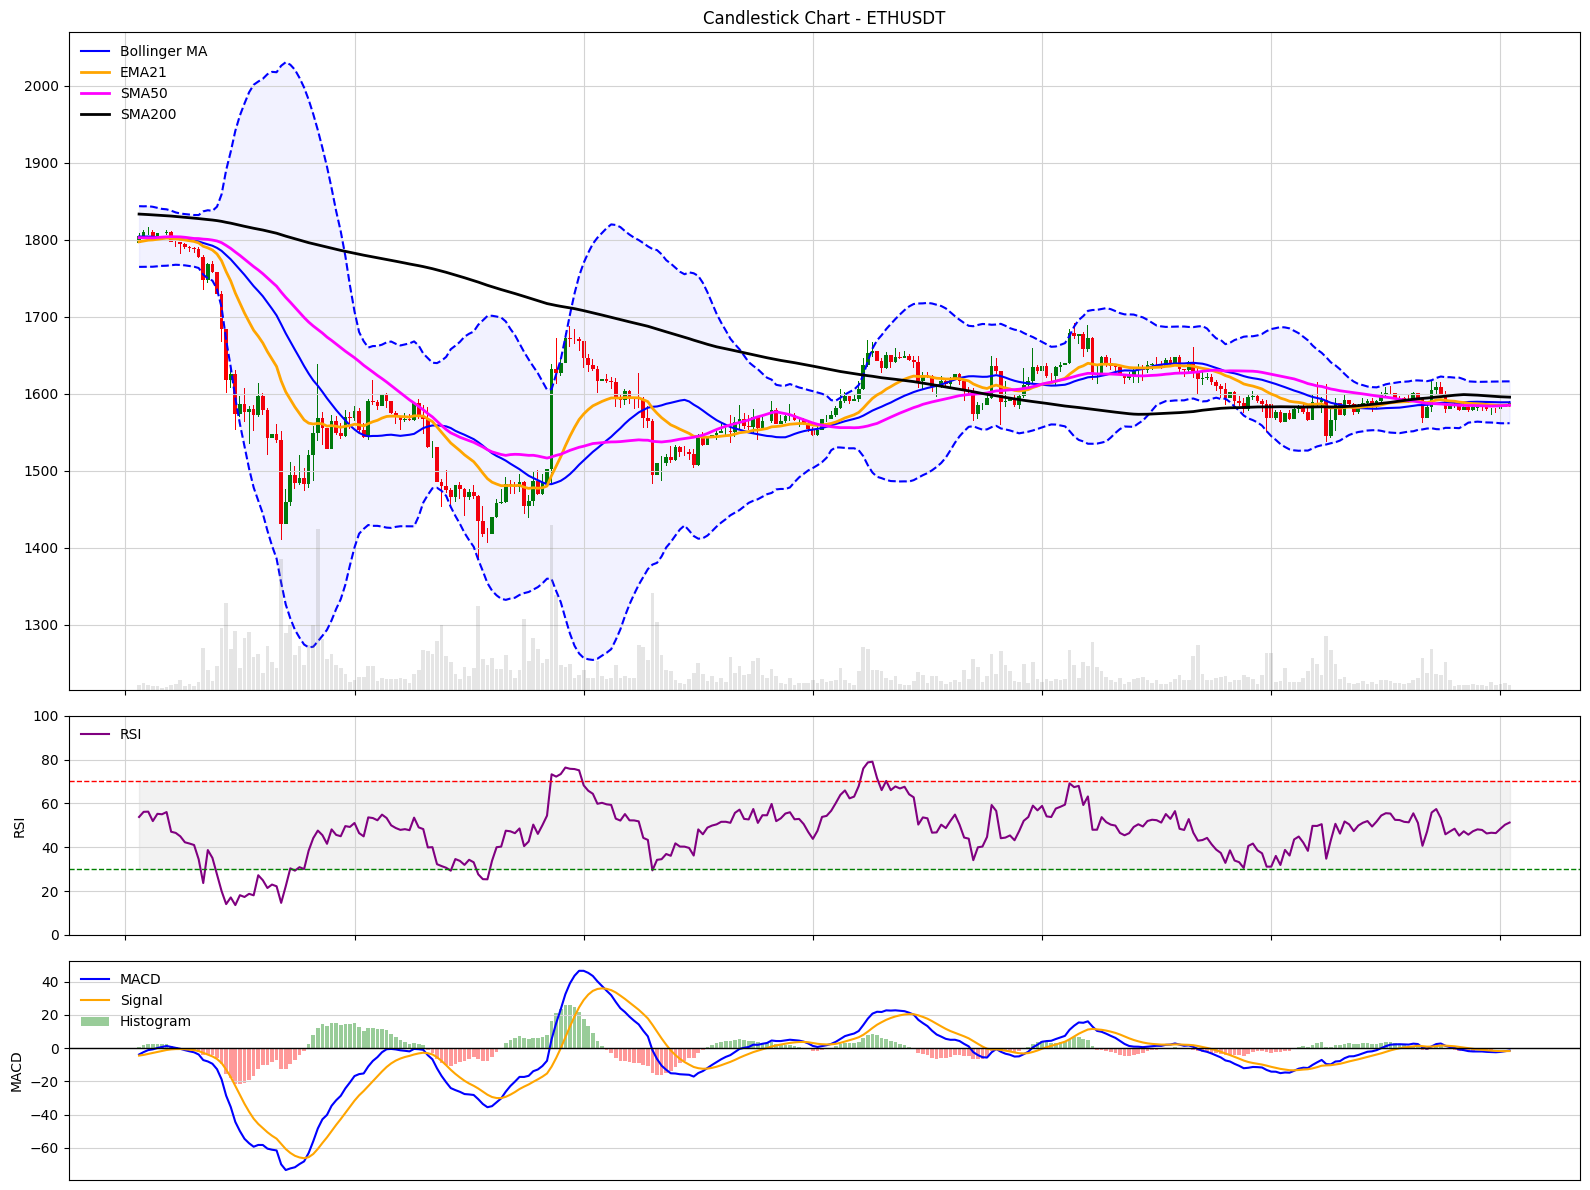 Candlestick Chart - ETHUSDT
Bollinger MA
EMA21
SMA50
SMA200
2000
1900
1800
1700
1600
1500
1400
1300
RSI
100
80
60
40
20
0
RSI
MACD
Signal
Histogram
40
20
0
−20
−40
−60
MACD